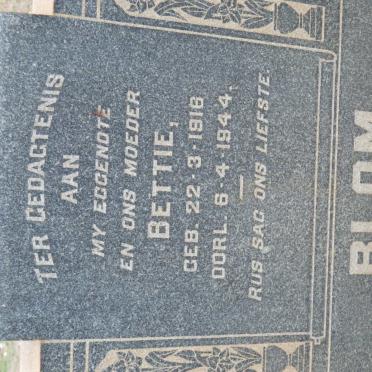 TER GEDAGTENIS
AAN
MY EGGENOTE
EN ONS MOEDER
BETTIE,
GEB. 22-3-1916
OORL. 6-4-1944,
RUS SAG ONS LIEFSTE.
BLOM